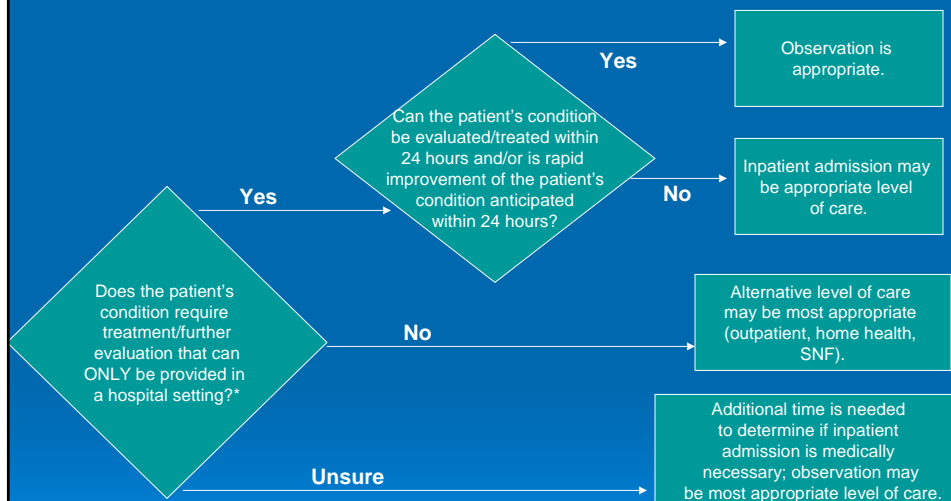 Does the patient's
condition require
treatment/further
evaluation that can
ONLY be provided in
a hospital setting?*
Yes
Can the patient's condition
be evaluated/treated within
24 hours and/or is rapid
improvement of the patient's
condition anticipated
within 24 hours?
Yes
Observation is
appropriate.
No
Inpatient admission may
be appropriate level
of care.
No
Alternative level of care
may be most appropriate
(outpatient, home health,
SNF).
Unsure
Additional time is needed
to determine if inpatient
admission is medically
necessary; observation may
be most appropriate level of care.